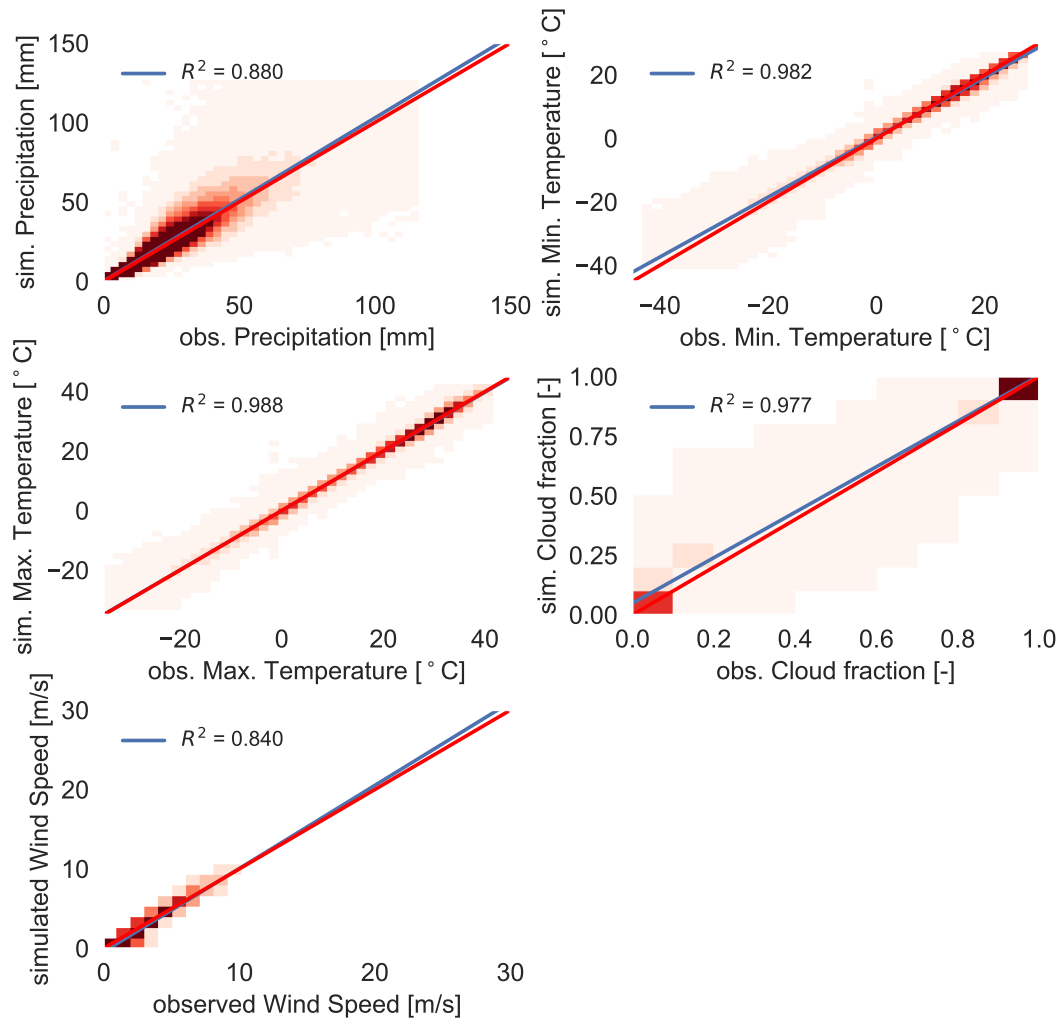 sim. Precipitation [mm]
150
100
50
0
R² = 0.880
0 50 100 150
obs. Precipitation [mm]
sim. Min. Temperature [°C]
20
0
−20
−40
R² = 0.982
−40 −20 0 20
obs. Min. Temperature [°C]
sim. Max. Temperature [°C]
40
20
0
−20
R² = 0.988
−20 0 20 40
obs. Max. Temperature [°C]
sim. Cloud fraction [-]
1.00
0.75
0.50
0.25
0.00
R² = 0.977
0.0 0.2 0.4 0.6 0.8 1.0
obs. Cloud fraction [-]
simulated Wind Speed [m/s]
30
20
10
0
R² = 0.840
0 10 20 30
observed Wind Speed [m/s]